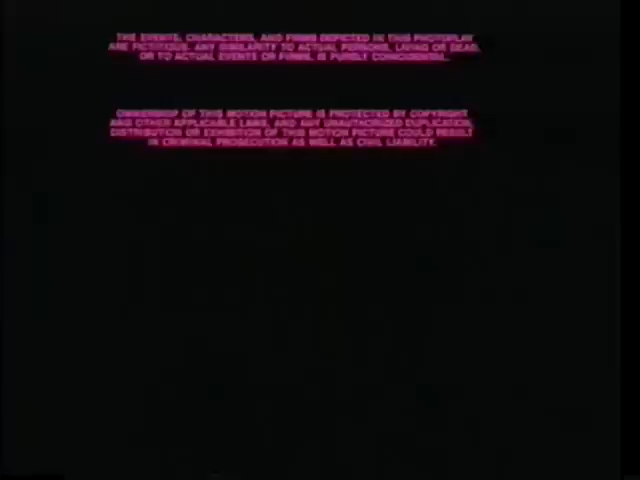 THE EVENTS, CHARACTERS, AND FIRMS DEPICTED IN THIS PHOTOPLAY
ARE FICTITIOUS. ANY SIMILARITY TO ACTUAL PERSONS, LIVING OR DEAD,
OR TO ACTUAL EVENTS OR FIRMS, IS PURELY COINCIDENTAL.
OWNERSHIP OF THIS MOTION PICTURE IS PROTECTED BY COPYRIGHT
AND OTHER APPLICABLE LAWS, AND ANY UNAUTHORIZED DUPLICATION,
DISTRIBUTION OR EXHIBITION OF THIS MOTION PICTURE COULD RESULT
IN CRIMINAL PROSECUTION AS WELL AS CIVIL LIABILITY.